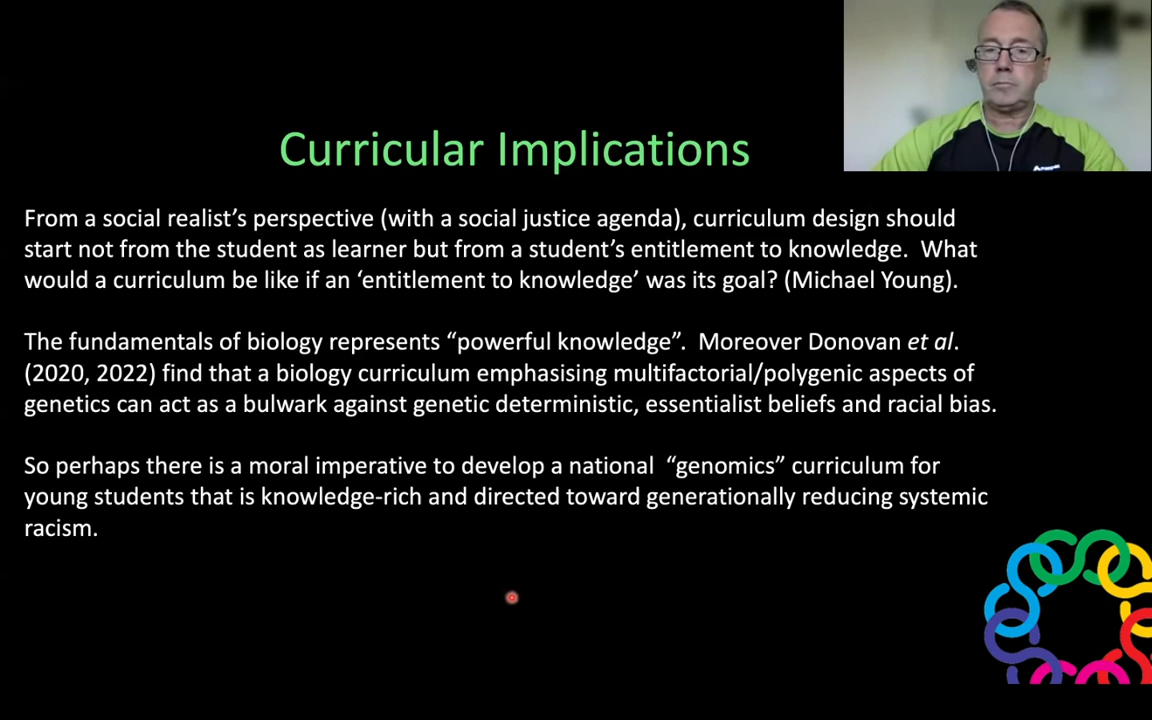 Curricular Implications
From a social realist's perspective (with a social justice agenda), curriculum design should
start not from the student as learner but from a student's entitlement to knowledge.  What
would a curriculum be like if an 'entitlement to knowledge' was its goal? (Michael Young).
The fundamentals of biology represents "powerful knowledge".  Moreover Donovan et al.
(2020, 2022) find that a biology curriculum emphasising multifactorial/polygenic aspects of
genetics can act as a bulwark against genetic deterministic, essentialist beliefs and racial bias.
So perhaps there is a moral imperative to develop a national  "genomics" curriculum for
young students that is knowledge-rich and directed toward generationally reducing systemic
racism.